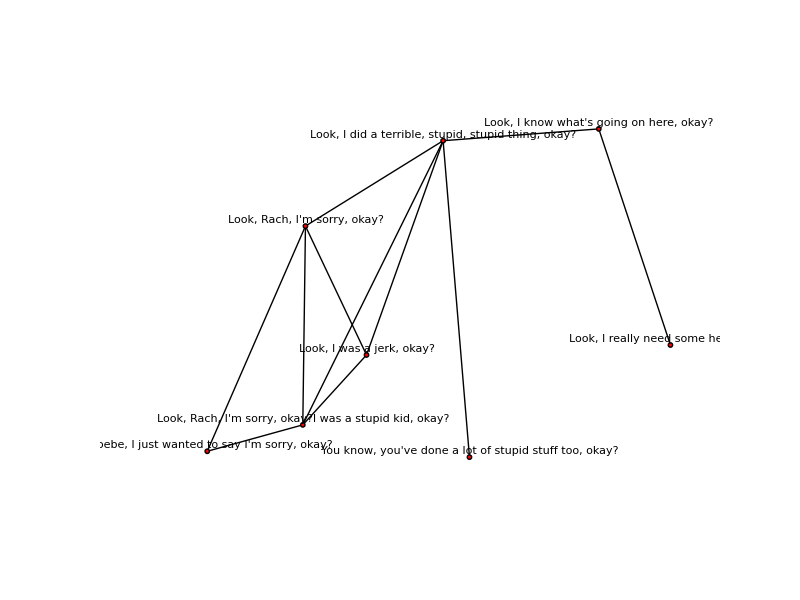 Look, I know what's going on here, okay?
Look, I did a terrible, stupid, stupid thing, okay?
Look, Rach, I'm sorry, okay?
Look, I really need some
Look, I was a jerk, okay?
Look, Rach, I'm sorry, okay?I was a stupid kid, okay?
I just wanted to say I'm sorry, okay?
You know, you've done a lot of stupid stuff too, okay?